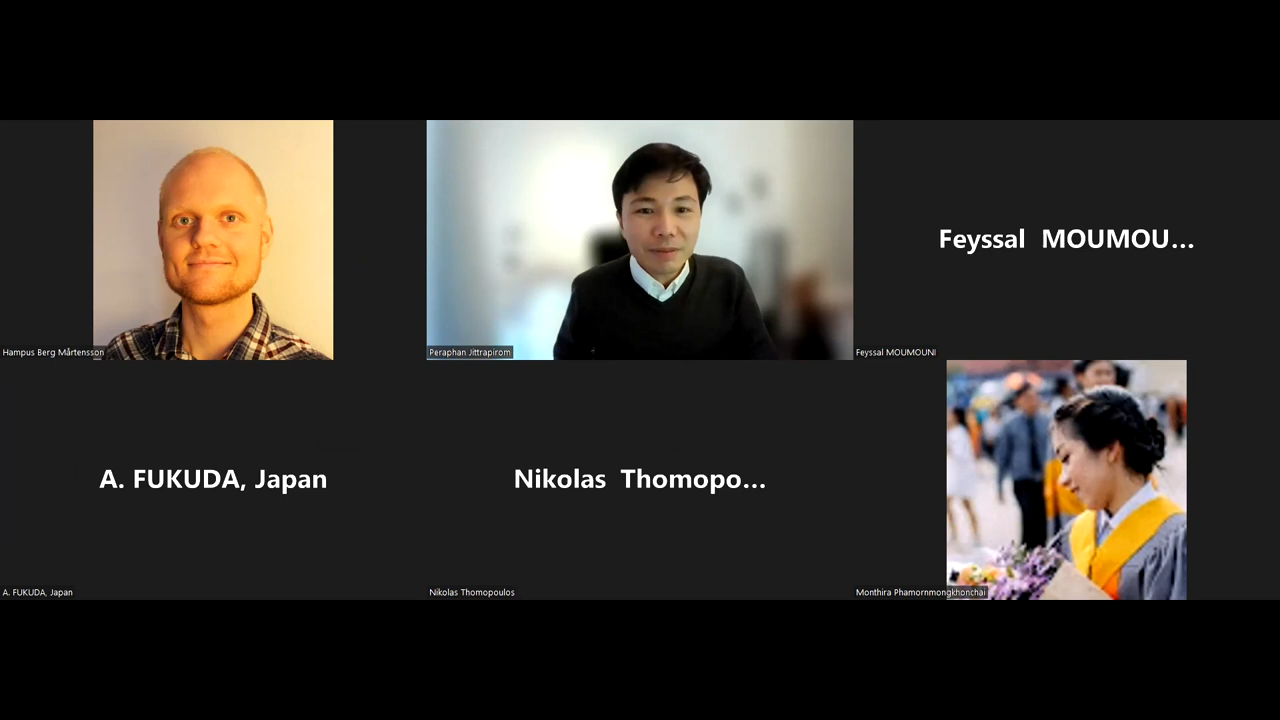 Feyssal MOUMOU...
Hampus Berg Mårtensson
Peraphan Jittrapirom
Feyssal MOUMOUNI
A. FUKUDA, Japan
Nikolas Thomopo...
A. FUKUDA, Japan
Nikolas Thomopoulos
Monthira Phamornmongkhonchai